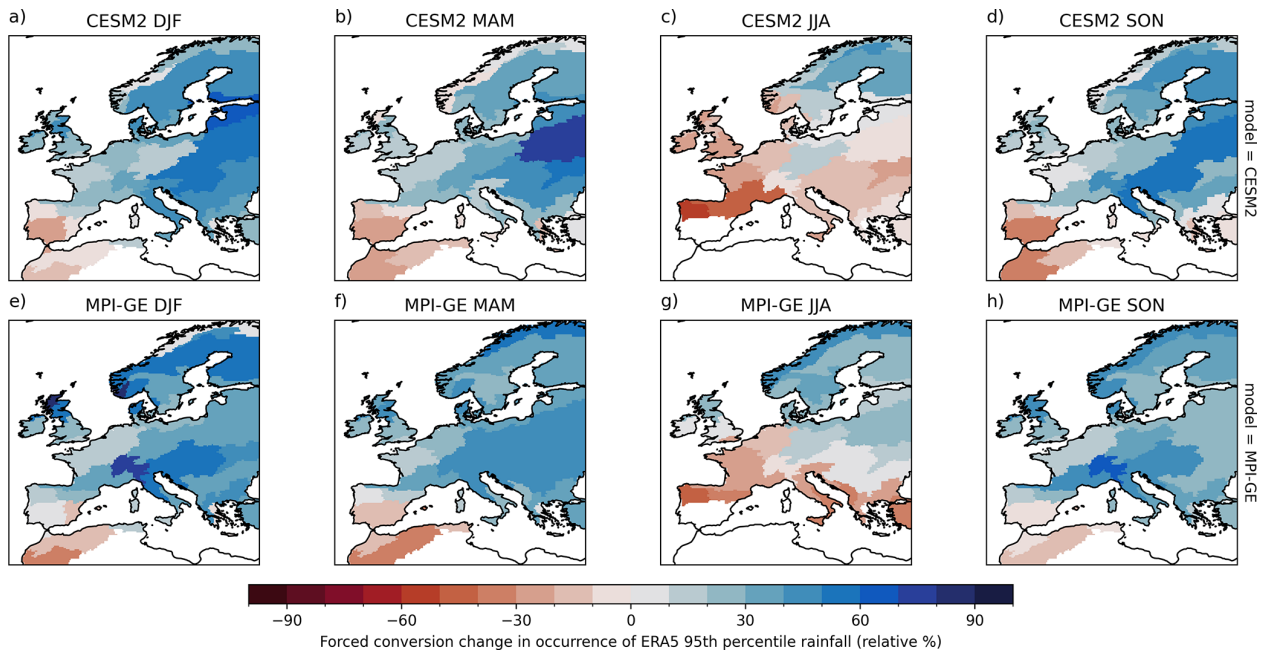 a)
CESM2 DJF
b)
CESM2 MAM
c)
CESM2 JJA
d)
CESM2 SON
model = CESM2
e)
MPI-GE DJF
f)
MPI-GE MAM
g)
MPI-GE JJA
h)
MPI-GE SON
model = MPI-GE
−90 −60 −30 0 30 60 90
Forced conversion change in occurrence of ERA5 95th percentile rainfall (relative %)